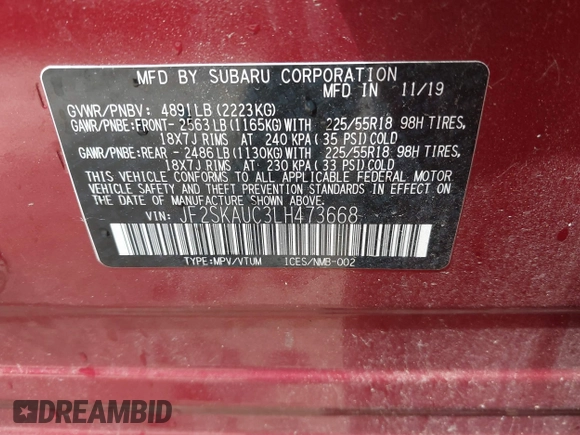 MFD BY SUBARU CORPORATION
MFD IN 11/19
GVWR/PNBV: 4891LB (2223KG)
GAWR/PNBE:FRONT- 2563LB (1165KG)WITH 225/55R18 98H TIRES,
18X7J RIMS AT 240 KPA(35 PSI)COLD
GAWR/PNBE:REAR - 2486LB (1130KG)WITH 225/55R18 98H TIRES,
18X7J RIMS AT 230 KPA(33 PSI)COLD
THIS VEHICLE CONFORMS TO ALL APPLICABLE FEDERAL MOTOR
VEHICLE SAFETY AND THEFT PREVENTION STANDARDS IN EFFECT
ON THE DATE OF MANUFACTURE SHOWN ABOVE.
VIN: JF2SKAUC3LH473668
TYPE:MPV/VTUM ICES/NMB-002
DREAMBID